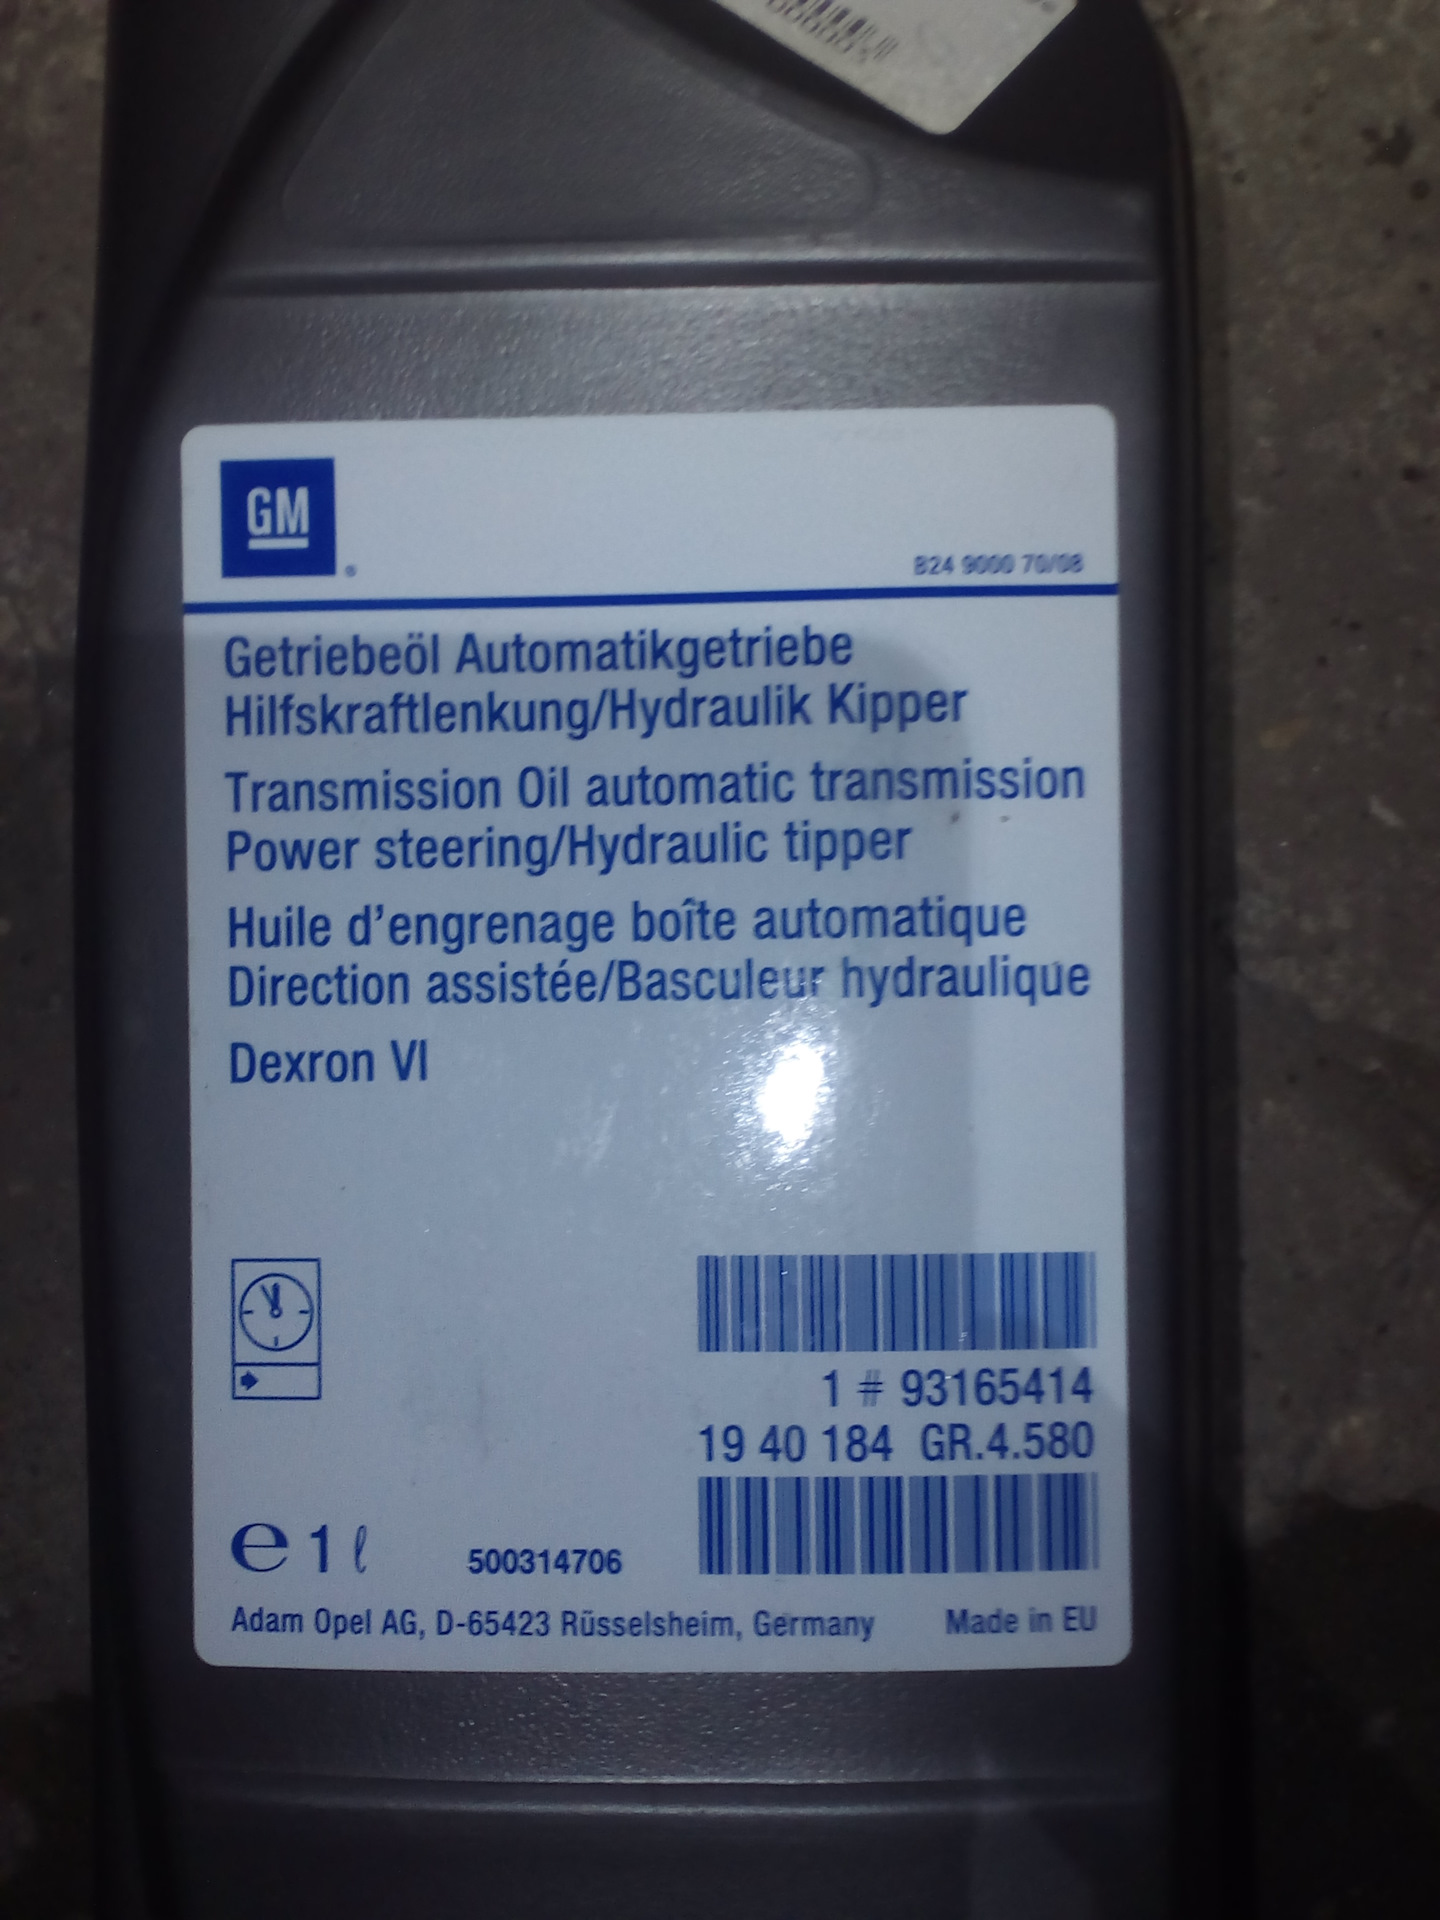 GM
B24 9000 70/08
Getriebeöl Automatikgetriebe
Hilfskraftlenkung/Hydraulik Kipper
Transmission Oil automatic transmission
Power steering/Hydraulic tipper
Huile d'engrenage boîte automatique
Direction assistée/Basculeur hydraulique
Dexron VI
1 # 93165414
19 40 184 GR.4.580
e 1 ℓ 500314706
Adam Opel AG, D-65423 Rüsselsheim, Germany Made in EU